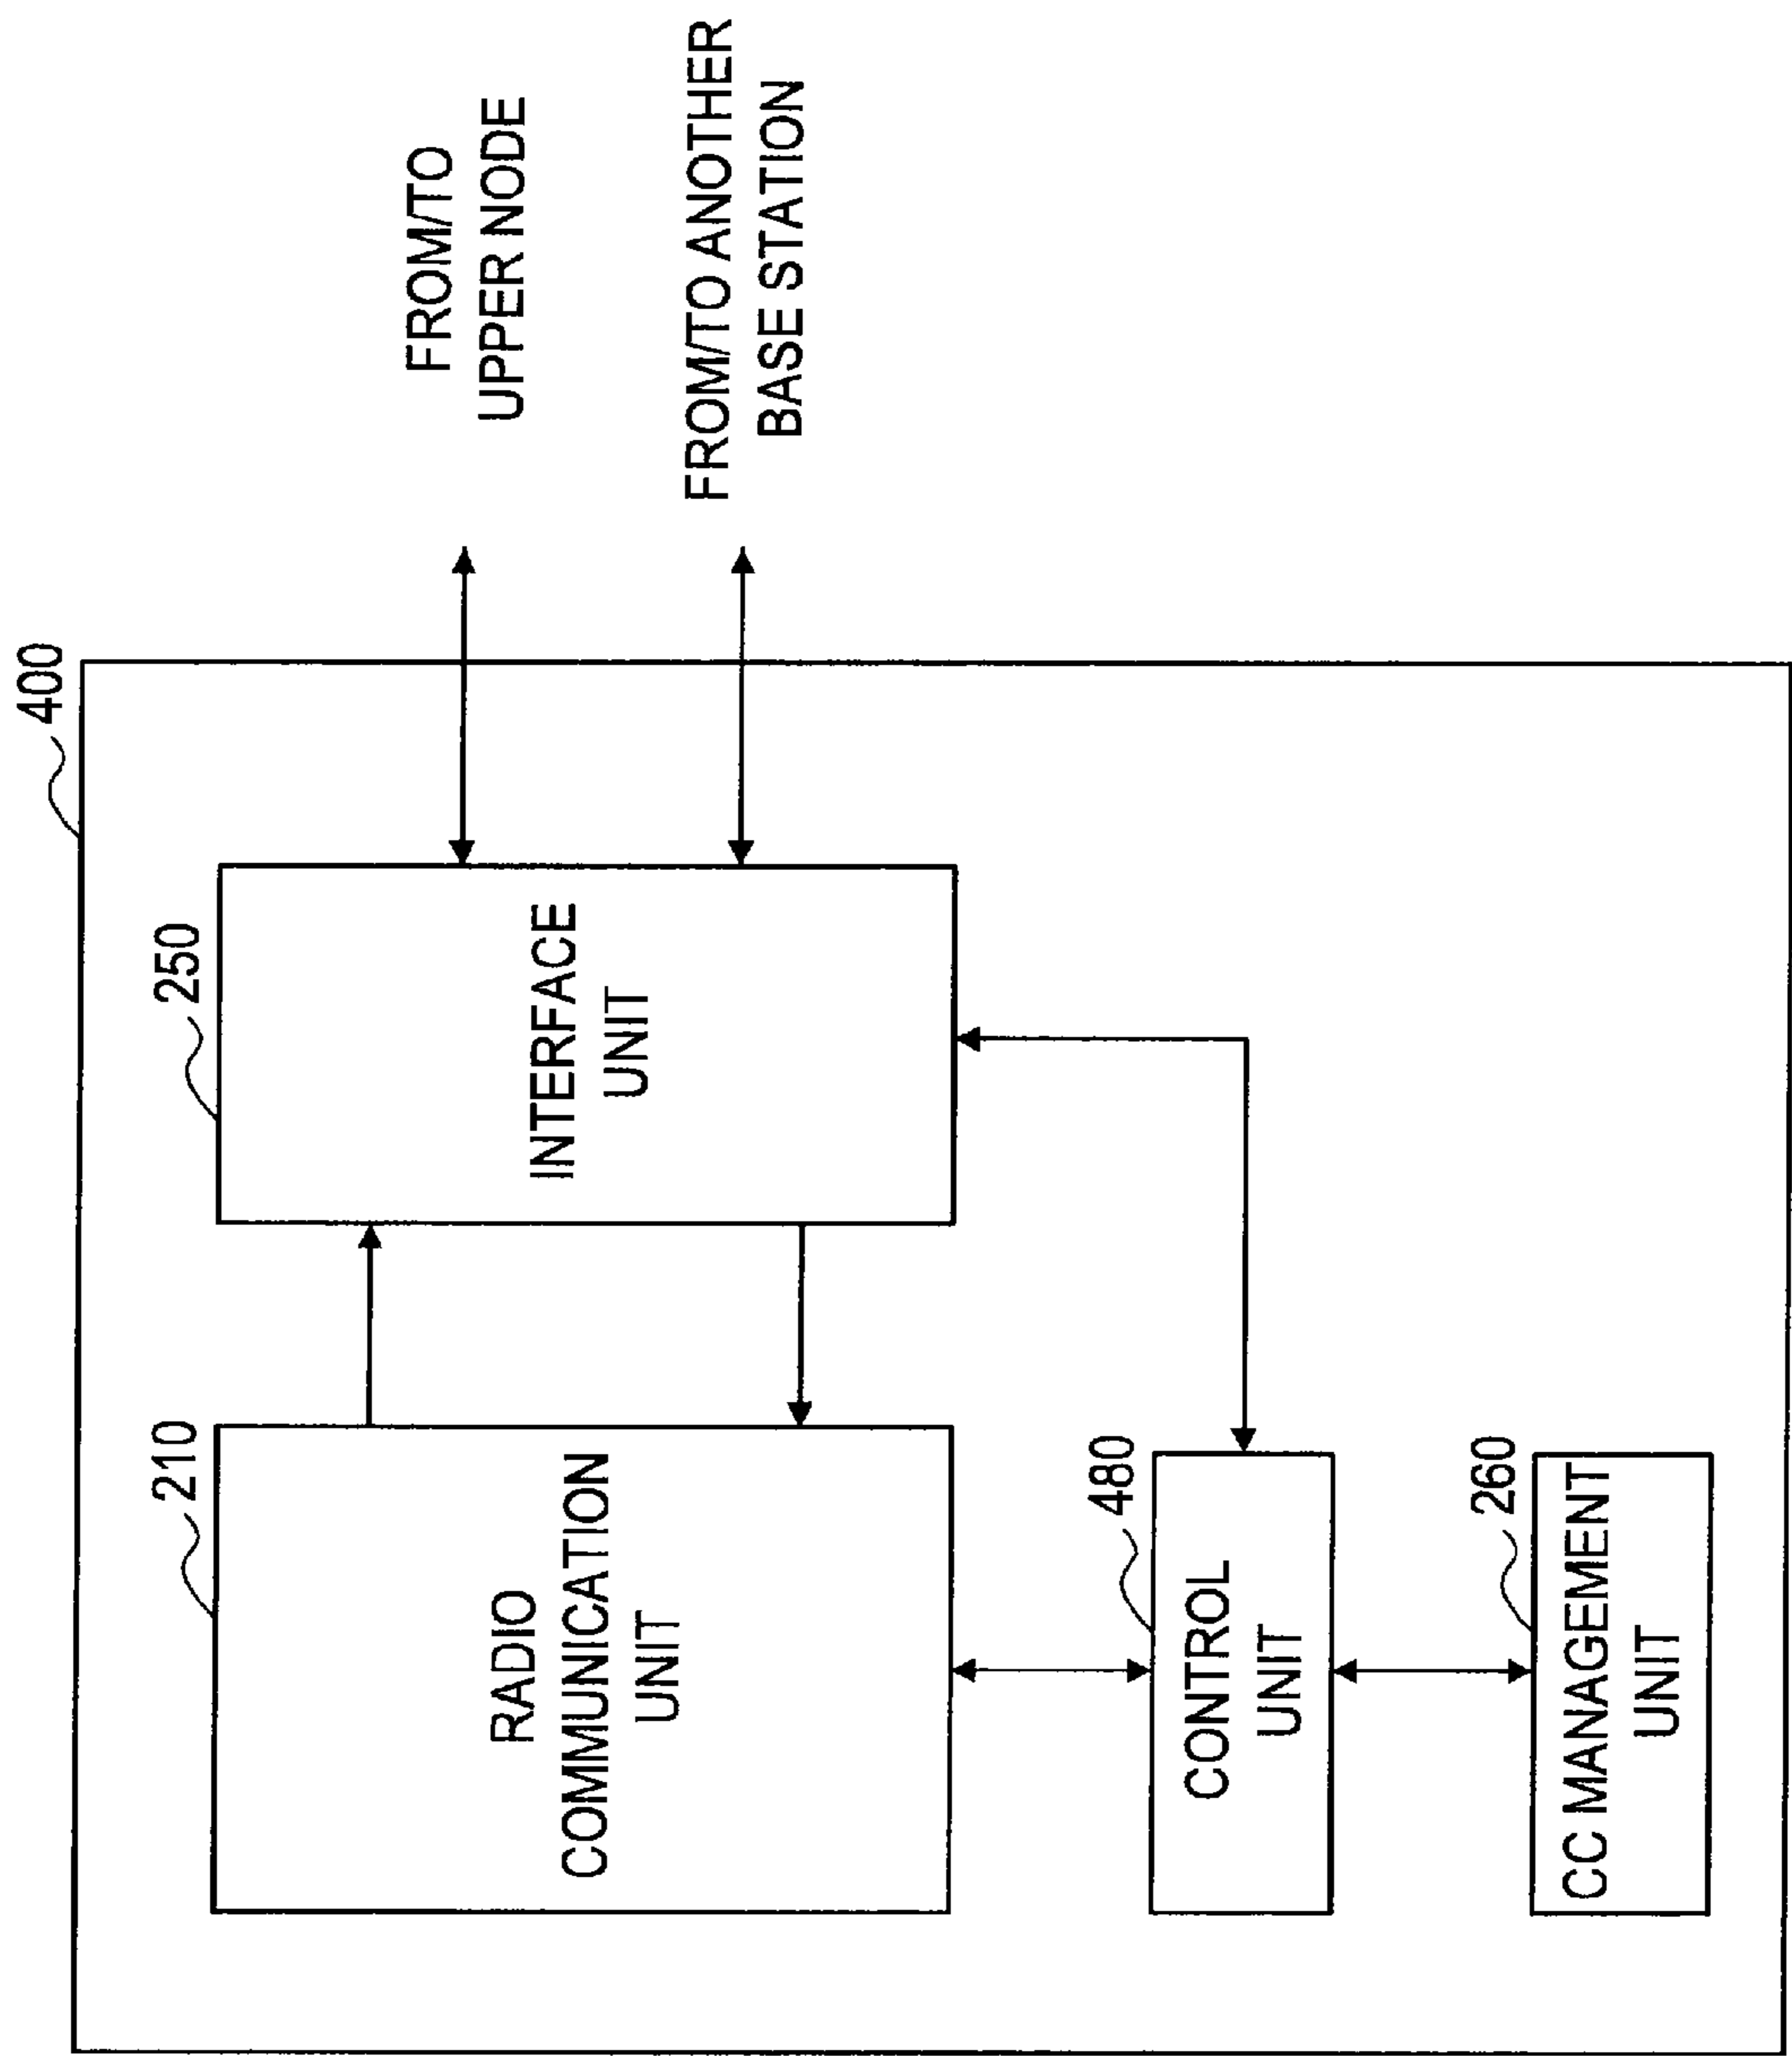 400
210
RADIO
COMMUNICATION
UNIT
250
INTERFACE
UNIT
FROM/TO
UPPER NODE
FROM/TO ANOTHER
BASE STATION
480
CONTROL
UNIT
260
CC MANAGEMENT
UNIT